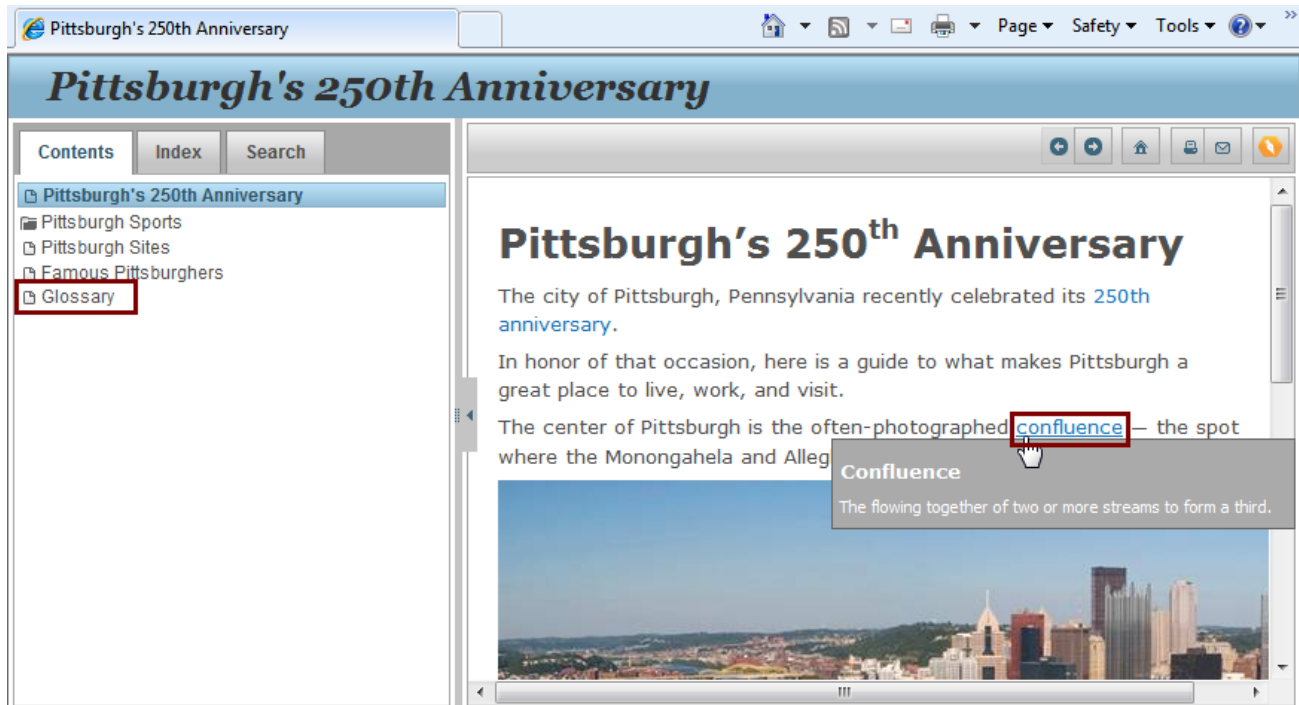 Pittsburgh's 250th Anniversary
Page Safety Tools »
Pittsburgh's 250th Anniversary
Contents Index Search
Pittsburgh's 250th Anniversary
Pittsburgh Sports
Pittsburgh Sites
Famous Pittsburghers
Glossary
Pittsburgh’s 250th Anniversary
The city of Pittsburgh, Pennsylvania recently celebrated its 250th
anniversary.
In honor of that occasion, here is a guide to what makes Pittsburgh a
great place to live, work, and visit.
The center of Pittsburgh is the often-photographed confluence — the spot
where the Monongahela and Alleg
Confluence
The flowing together of two or more streams to form a third.